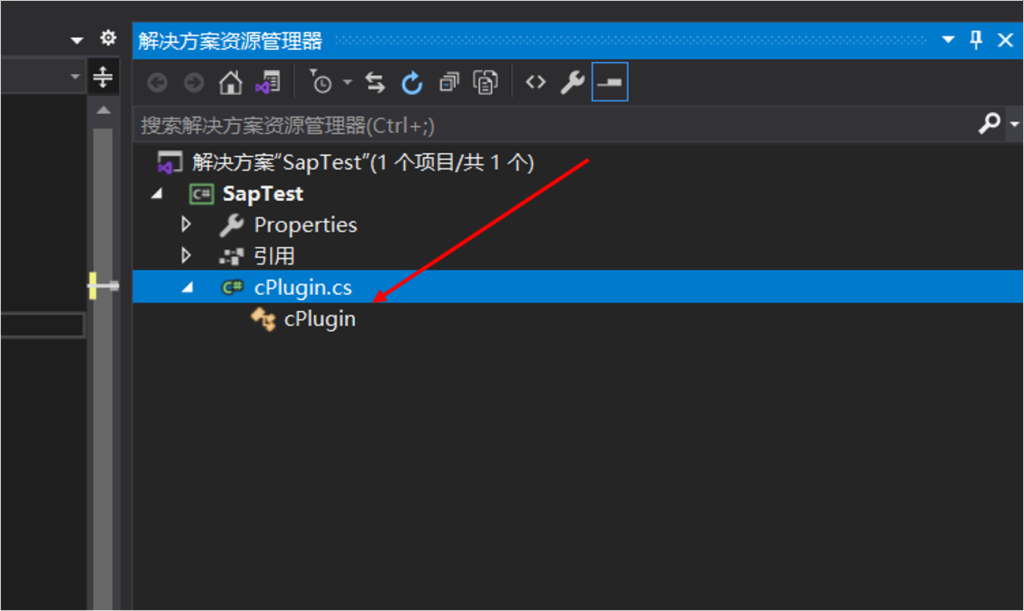 解决方案资源管理器
搜索解决方案资源管理器(Ctrl+;)
解决方案“SapTest”(1 个项目/共 1 个)
C# SapTest
Properties
引用
C# cPlugin.cs
cPlugin